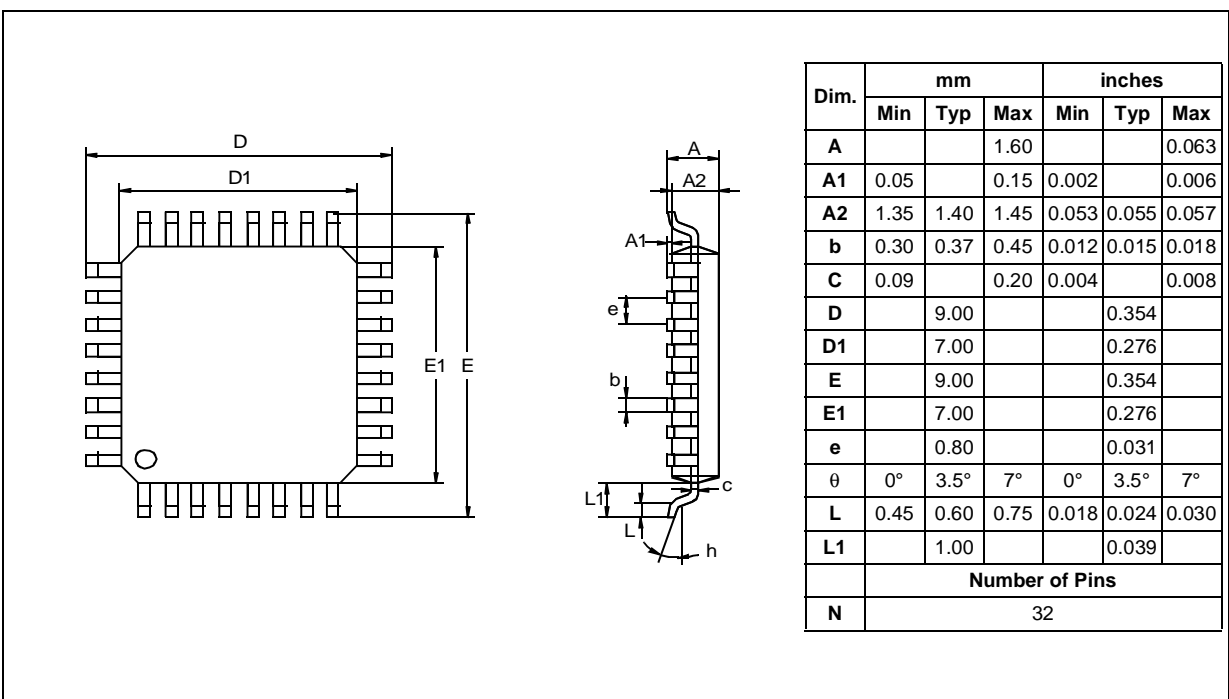 D
D1
E1 E
A
A2
A1
e
b
c
L1
L
h
Dim. mm inches
Min Typ Max Min Typ Max
A 1.60 0.063
A1 0.05 0.15 0.002 0.006
A2 1.35 1.40 1.45 0.053 0.055 0.057
b 0.30 0.37 0.45 0.012 0.015 0.018
C 0.09 0.20 0.004 0.008
D 9.00 0.354
D1 7.00 0.276
E 9.00 0.354
E1 7.00 0.276
e 0.80 0.031
θ 0° 3.5° 7° 0° 3.5° 7°
L 0.45 0.60 0.75 0.018 0.024 0.030
L1 1.00 0.039
Number of Pins
N 32